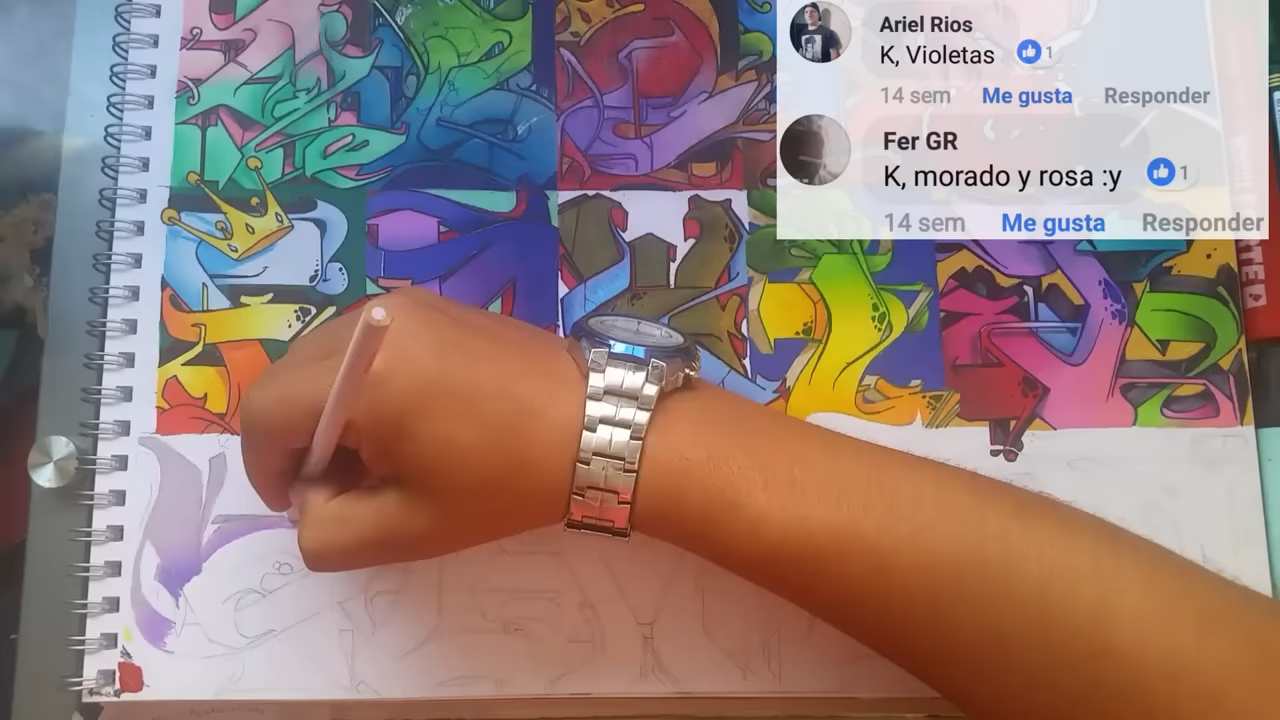 Ariel Rios
K, Violetas 1
14 sem Me gusta Responder
Fer GR
K, morado y rosa :y 1
14 sem Me gusta Responder